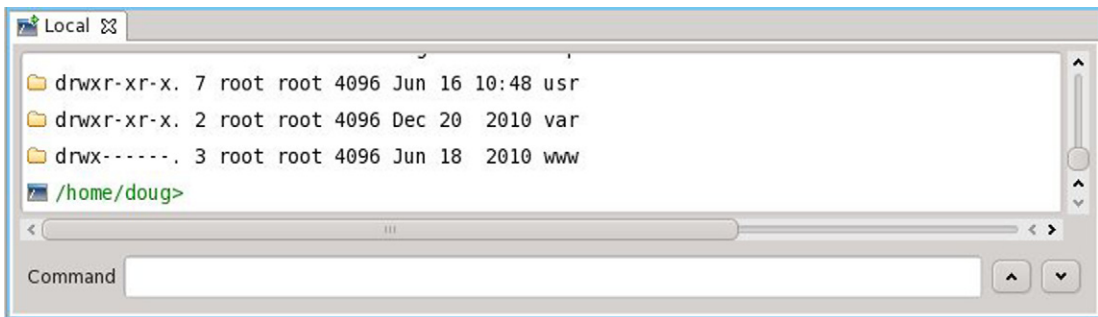 Local
drwxr-xr-x. 7 root root 4096 Jun 16 10:48 usr
drwxr-xr-x. 2 root root 4096 Dec 20  2010 var
drwx------. 3 root root 4096 Jun 18  2010 www
/home/doug>
Command